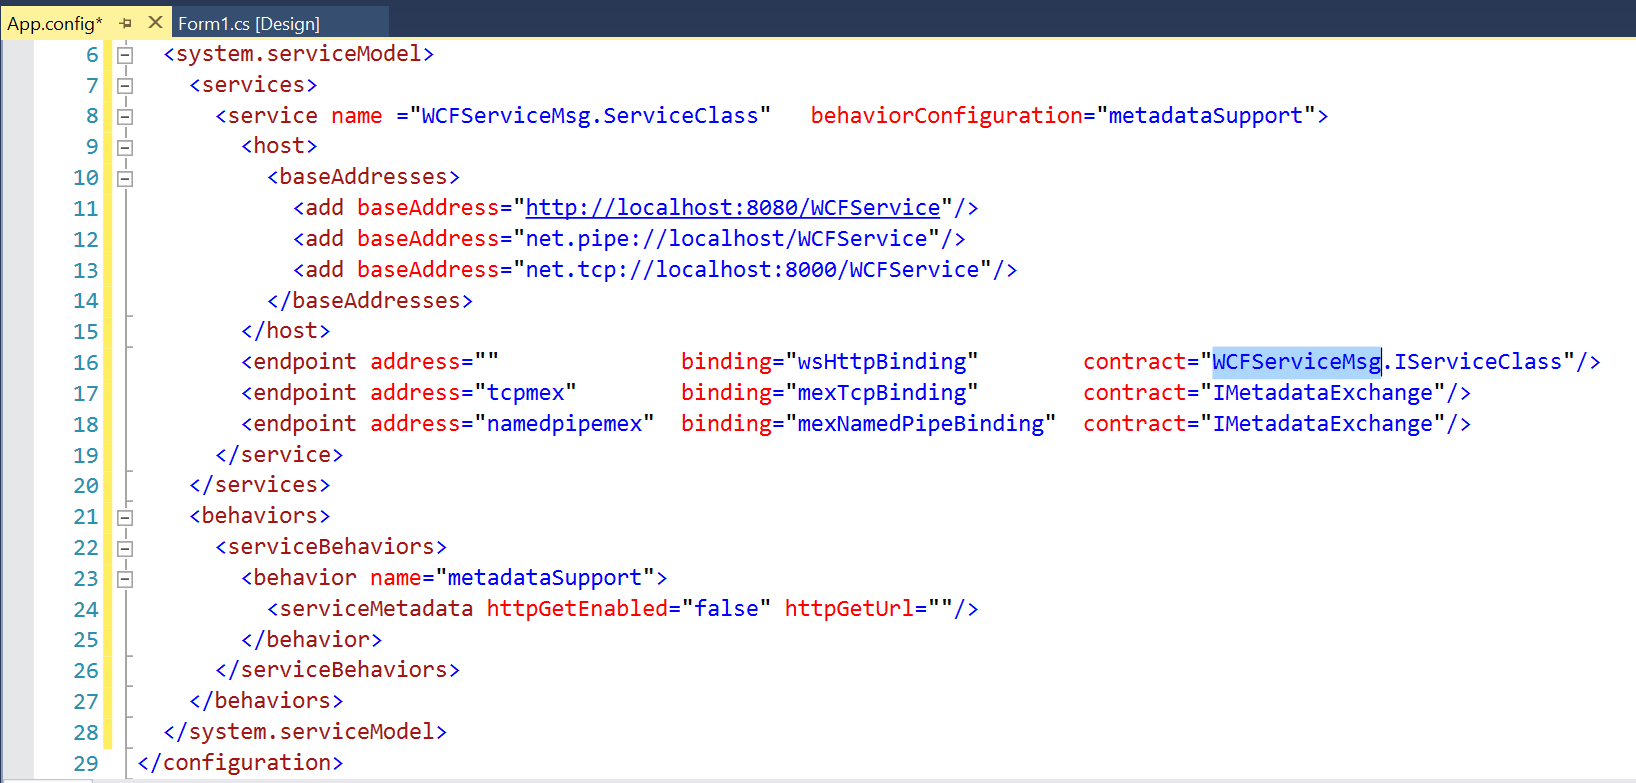 App.config* Form1.cs [Design]
6 <system.serviceModel>
7 <services>
8 <service name ="WCFServiceMsg.ServiceClass" behaviorConfiguration="metadataSupport">
9 <host>
10 <baseAddresses>
11 <add baseAddress="http://localhost:8080/WCFService"/>
12 <add baseAddress="net.pipe://localhost/WCFService"/>
13 <add baseAddress="net.tcp://localhost:8000/WCFService"/>
14 </baseAddresses>
15 </host>
16 <endpoint address="" binding="wsHttpBinding" contract="WCFServiceMsg.IServiceClass"/>
17 <endpoint address="tcpmex" binding="mexTcpBinding" contract="IMetadataExchange"/>
18 <endpoint address="namedpipemex" binding="mexNamedPipeBinding" contract="IMetadataExchange"/>
19 </service>
20 </services>
21 <behaviors>
22 <serviceBehaviors>
23 <behavior name="metadataSupport">
24 <serviceMetadata httpGetEnabled="false" httpGetUrl=""/>
25 </behavior>
26 </serviceBehaviors>
27 </behaviors>
28 </system.serviceModel>
29 </configuration>